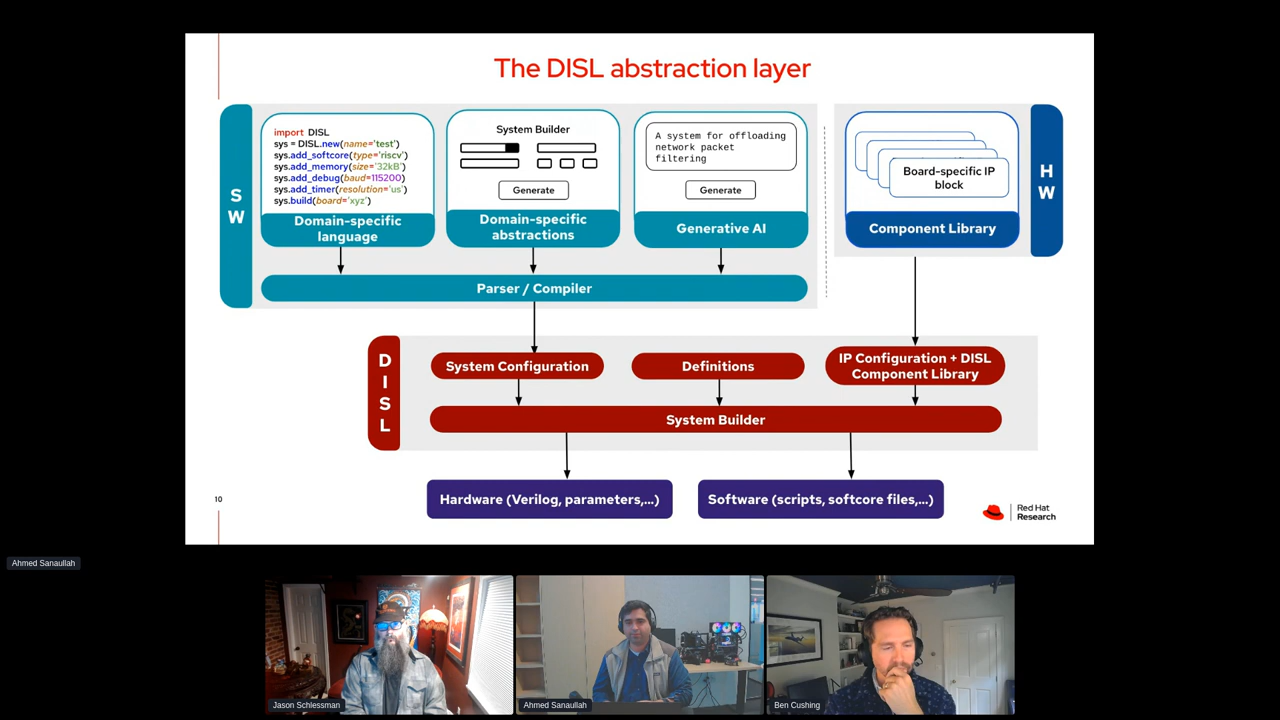 The DISL abstraction layer
S
W
import DISL
sys = DISL.new(name='test')
sys.add_softcore(type='riscv')
sys.add_memory(size='32kB')
sys.add_debug(baud=115200)
sys.add_timer(resolution='us')
sys.build(board='xyz')
Domain-specific
language
System Builder
Generate
Domain-specific
abstractions
A system for offloading
network packet
filtering
Generate
Generative AI
Board-specific IP
block
Component Library
H
W
Parser / Compiler
D
I
S
L
System Configuration
Definitions
IP Configuration + DISL
Component Library
System Builder
Hardware (Verilog, parameters,...)
Software (scripts, softcore files,...)
10
Red Hat
Research
Ahmed Sanaullah
Jason Schlessman
Ahmed Sanaullah
Ben Cushing